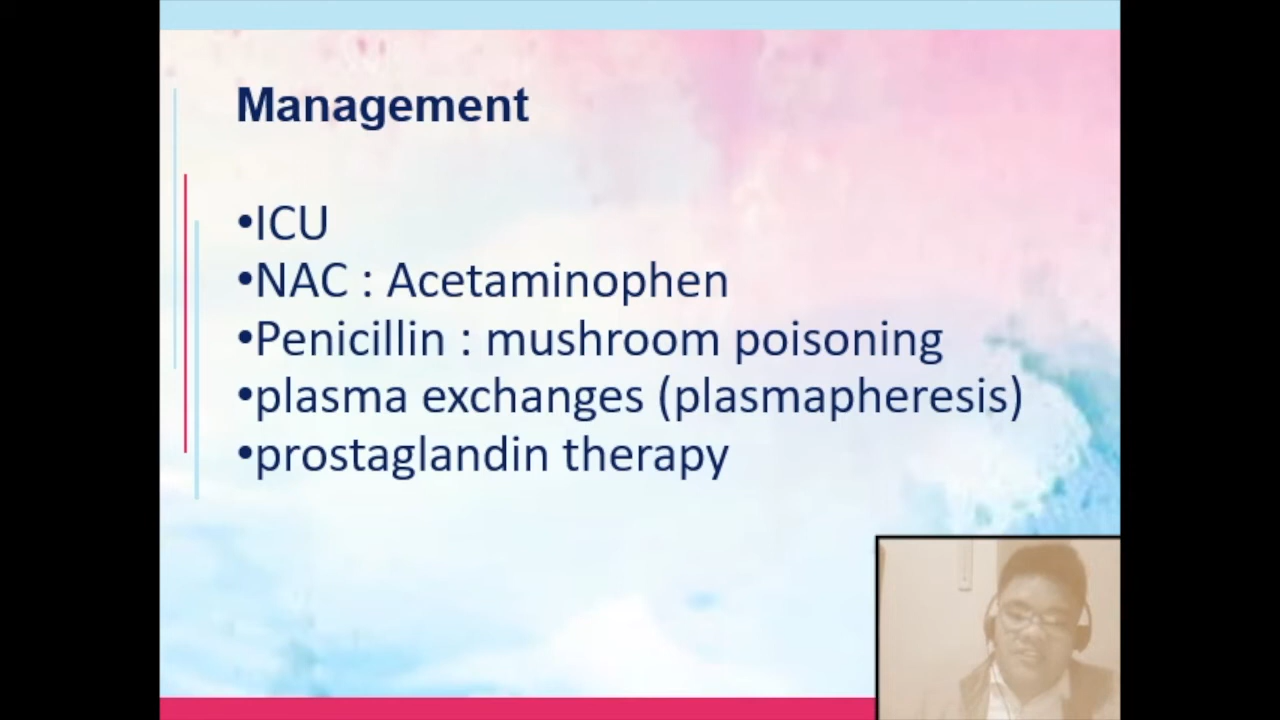 Management
•ICU
•NAC : Acetaminophen
•Penicillin : mushroom poisoning
•plasma exchanges (plasmapheresis)
•prostaglandin therapy